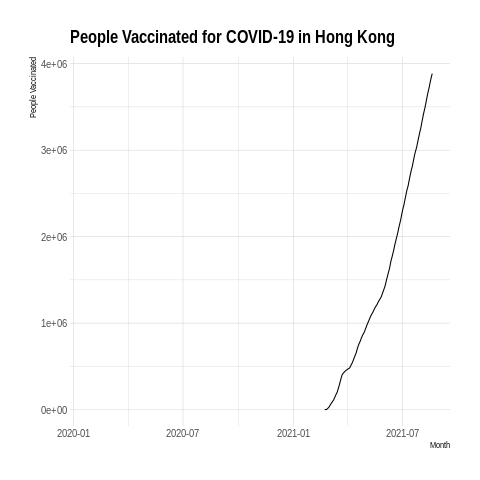 People Vaccinated for COVID-19 in Hong Kong
People Vaccinated
4e+06
3e+06
2e+06
1e+06
0e+00
2020-01 2020-07 2021-01 2021-07
Month